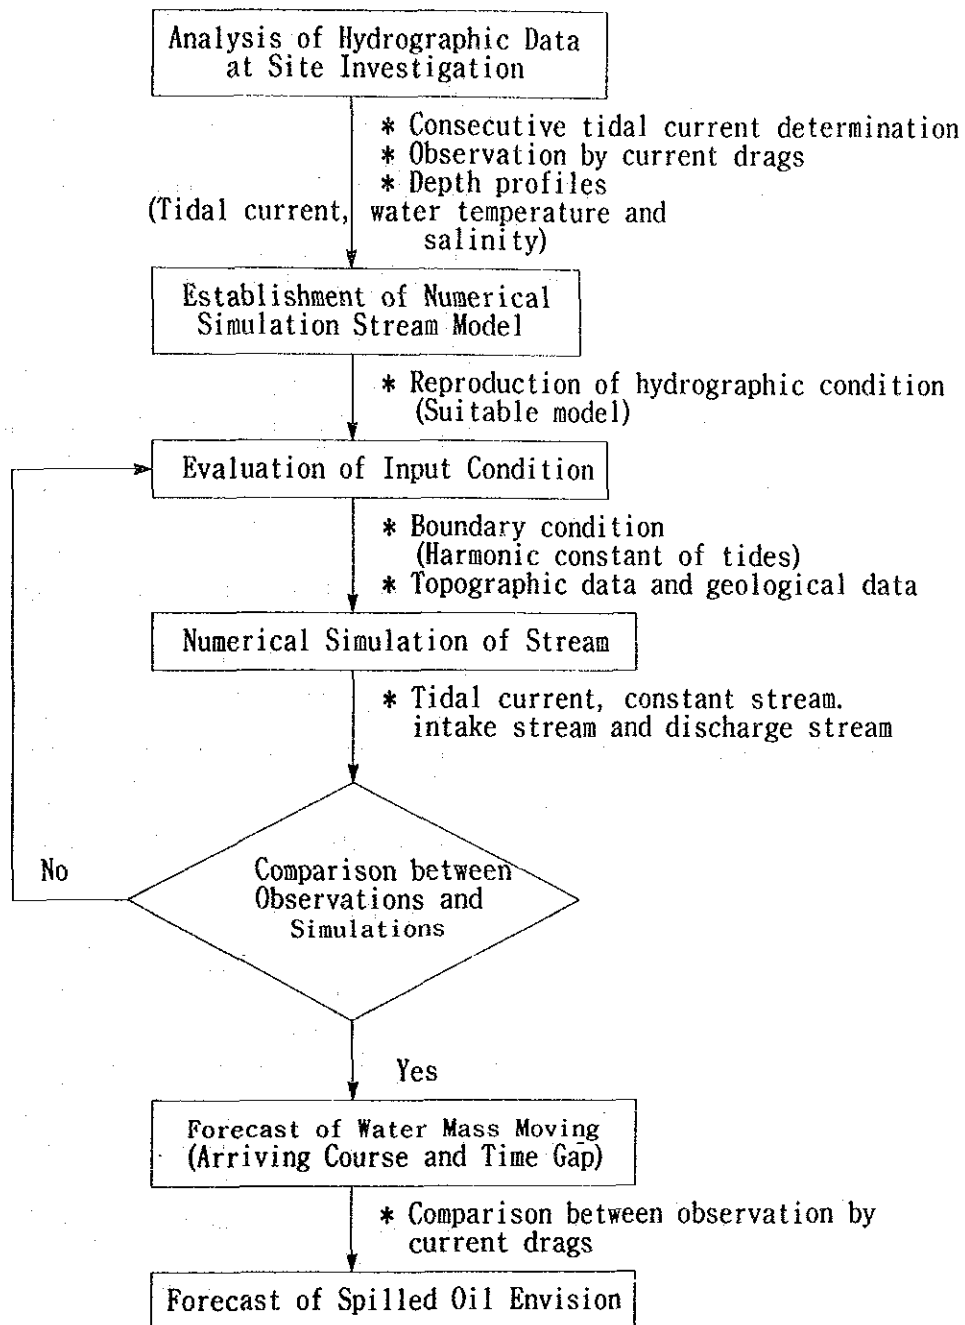 Analysis of Hydrographic Data
at Site Investigation
* Consecutive tidal current determination
* Observation by current drags
* Depth profiles
(Tidal current, water temperature and
salinity)
Establishment of Numerical
Simulation Stream Model
* Reproduction of hydrographic condition
(Suitable model)
Evaluation of Input Condition
* Boundary condition
(Harmonic constant of tides)
* Topographic data and geological data
Numerical Simulation of Stream
* Tidal current, constant stream.
intake stream and discharge stream
No
Comparison between
Observations and
Simulations
Yes
Forecast of Water Mass Moving
(Arriving Course and Time Gap)
* Comparison between observation by
current drags
Forecast of Spilled Oil Envision